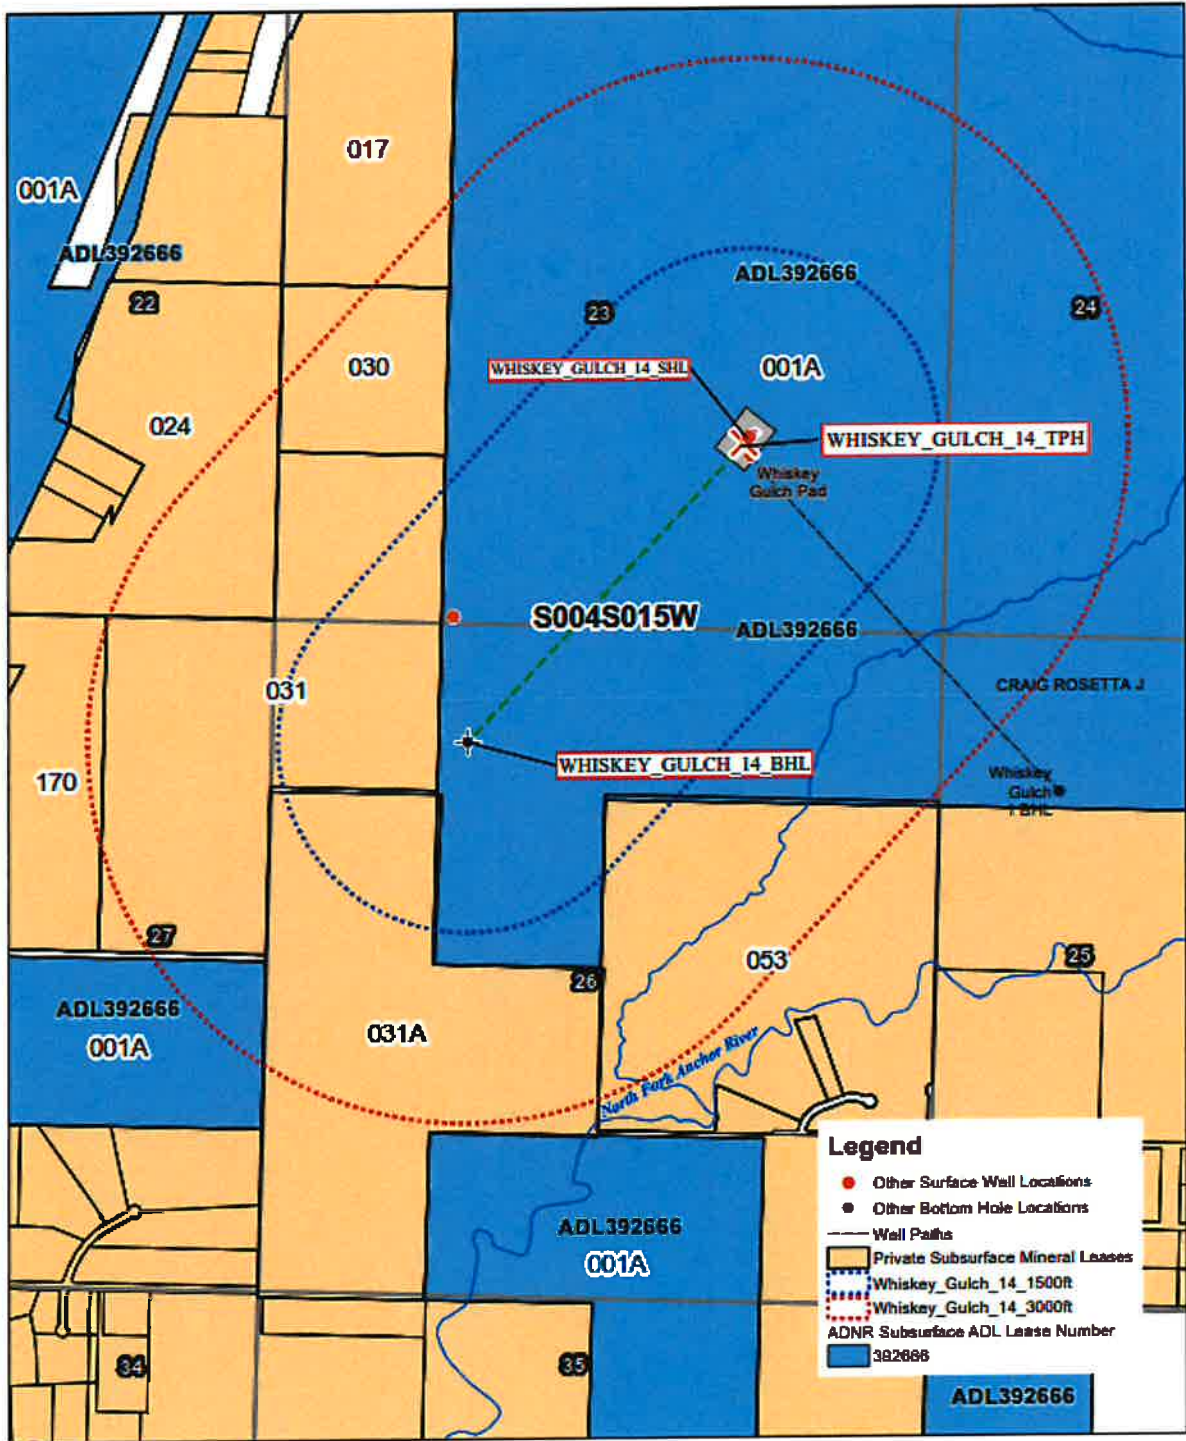 017
001A
ADL392666
ADL392666
22
23
24
030
WHISKEY_GULCH_14_SHL
001A
024
WHISKEY_GULCH_14_TPH
Whiskey
Gulch Pad
S004S015W
ADL392666
031
CRAIG ROSETTA J
WHISKEY_GULCH_14_BHL
170
Whiskey
Gulch
1 BHL
27
053
25
26
ADL392666
001A
031A
North Fork Anchor River
Legend
Other Surface Well Locations
Other Bottom Hole Locations
Well Paths
Private Subsurface Mineral Leases
Whiskey_Gulch_14_1500ft
Whiskey_Gulch_14_3000ft
ADNR Subsurface ADL Lease Number
392666
ADL392666
001A
34
35
ADL392666